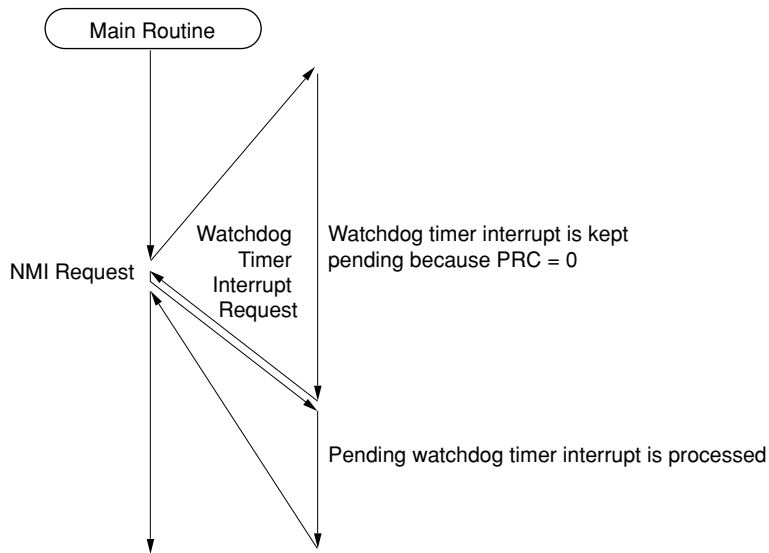 Main Routine
NMI Request
Watchdog
Timer
Interrupt
Request
Watchdog timer interrupt is kept
pending because PRC = 0
Pending watchdog timer interrupt is processed